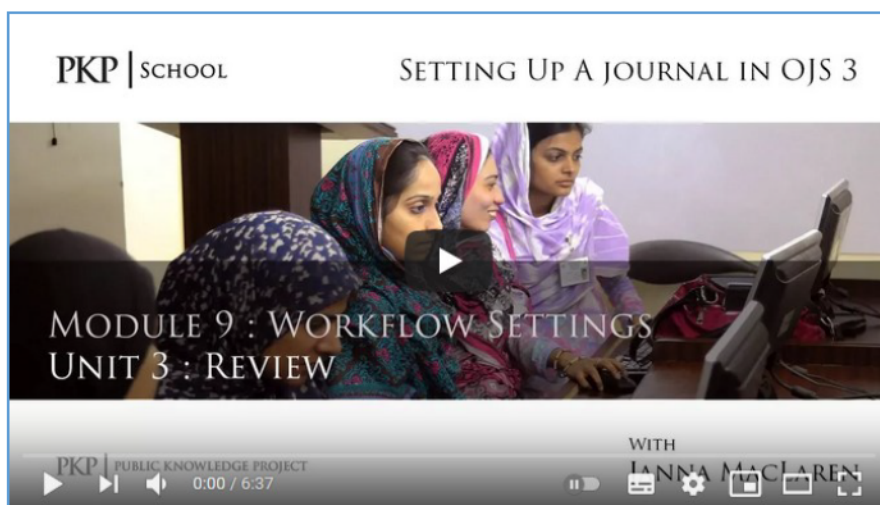 PKP | SCHOOL
SETTING UP A JOURNAL IN OJS 3
MODULE 9 : WORKFLOW SETTINGS
UNIT 3 : REVIEW
WITH
JANNA MACLAREN
PKP | PUBLIC KNOWLEDGE PROJECT
0:00 / 6:37